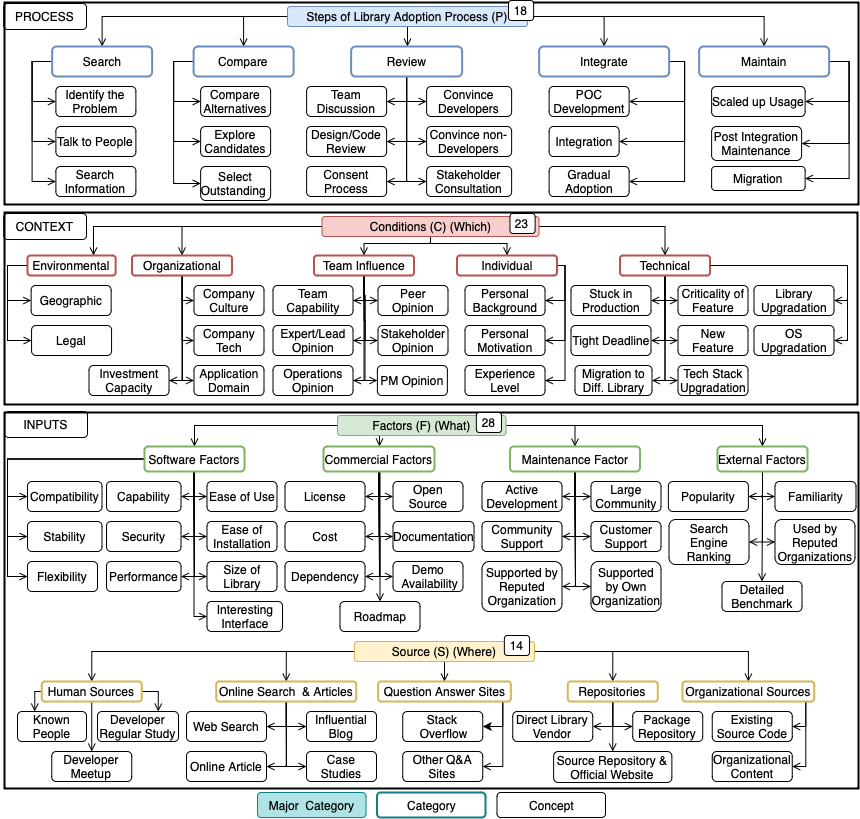 PROCESS
Steps of Library Adoption Process (P)
18
Search
Compare
Review
Integrate
Maintain
Identify the
Problem
Talk to People
Search
Information
Compare
Alternatives
Explore
Candidates
Select
Outstanding
Team
Discussion
Convince
Developers
Design/Code
Review
Convince non-
Developers
Consent
Process
Stakeholder
Consultation
POC
Development
Integration
Gradual
Adoption
Scaled up Usage
Post Integration
Maintenance
Migration
CONTEXT
Conditions (C) (Which)
23
Environmental
Organizational
Team Influence
Individual
Technical
Geographic
Legal
Company
Culture
Company
Tech
Investment
Capacity
Application
Domain
Team
Capability
Peer
Opinion
Expert/Lead
Opinion
Stakeholder
Opinion
Operations
Opinion
PM Opinion
Personal
Background
Personal
Motivation
Experience
Level
Stuck in
Production
Criticality of
Feature
Library
Upgradation
Tight Deadline
New
Feature
OS
Upgradation
Migration to
Diff. Library
Tech Stack
Upgradation
INPUTS
Factors (F) (What)
28
Software Factors
Commercial Factors
Maintenance Factor
External Factors
Compatibility
Capability
Ease of Use
Stability
Security
Ease of
Installation
Flexibility
Performance
Size of
Library
Interesting
Interface
License
Open
Source
Cost
Documentation
Dependency
Demo
Availability
Roadmap
Active
Development
Large
Community
Community
Support
Customer
Support
Supported by
Reputed
Organization
Supported
by Own
Organization
Popularity
Familiarity
Search
Engine
Ranking
Used by
Reputed
Organizations
Detailed
Benchmark
Source (S) (Where)
14
Human Sources
Online Search & Articles
Question Answer Sites
Repositories
Organizational Sources
Known
People
Developer
Regular Study
Developer
Meetup
Web Search
Influential
Blog
Online Article
Case
Studies
Stack
Overflow
Other Q&A
Sites
Direct Library
Vendor
Package
Repository
Source Repository &
Official Website
Existing
Source Code
Organizational
Content
Major Category
Category
Concept